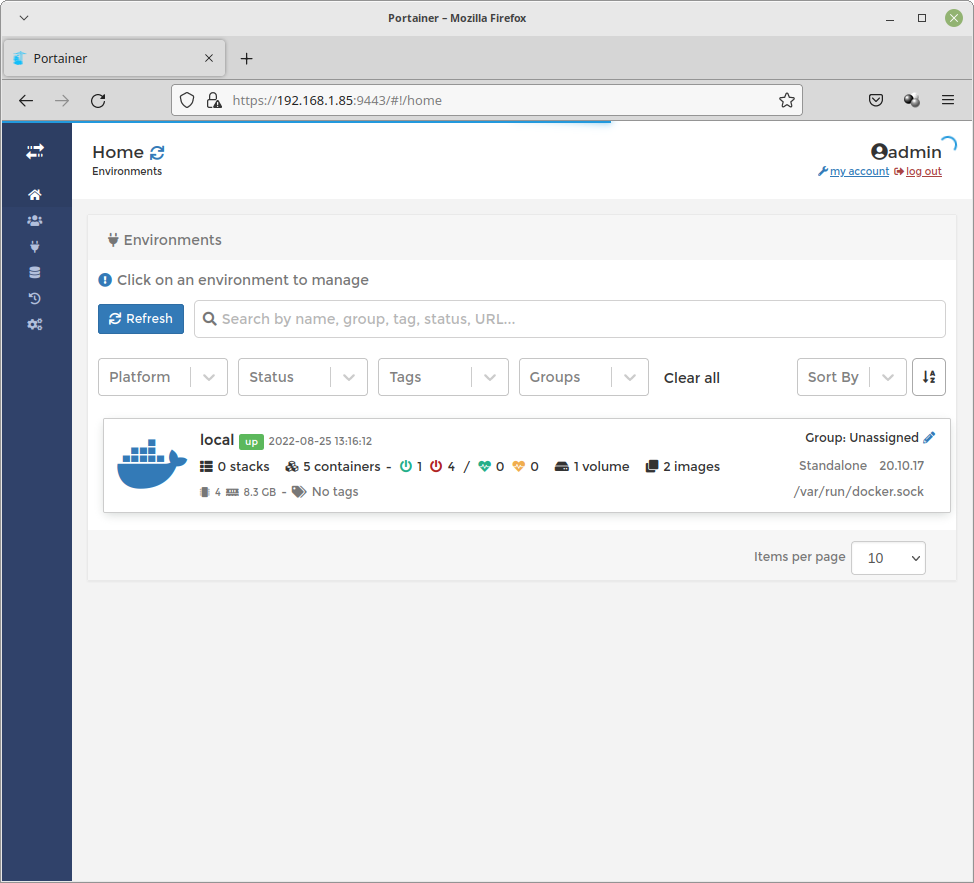 Portainer – Mozilla Firefox
Portainer
https://192.168.1.85:9443/#!/home
Home
admin
Environments
my account log out
Environments
Click on an environment to manage
Refresh Search by name, group, tag, status, URL...
Platform Status Tags Groups Clear all Sort By
local up 2022-08-25 13:16:12 Group: Unassigned
0 stacks 5 containers - 1 4 / 0 0 1 volume 2 images Standalone 20.10.17
4 8.3 GB - No tags /var/run/docker.sock
Items per page 10